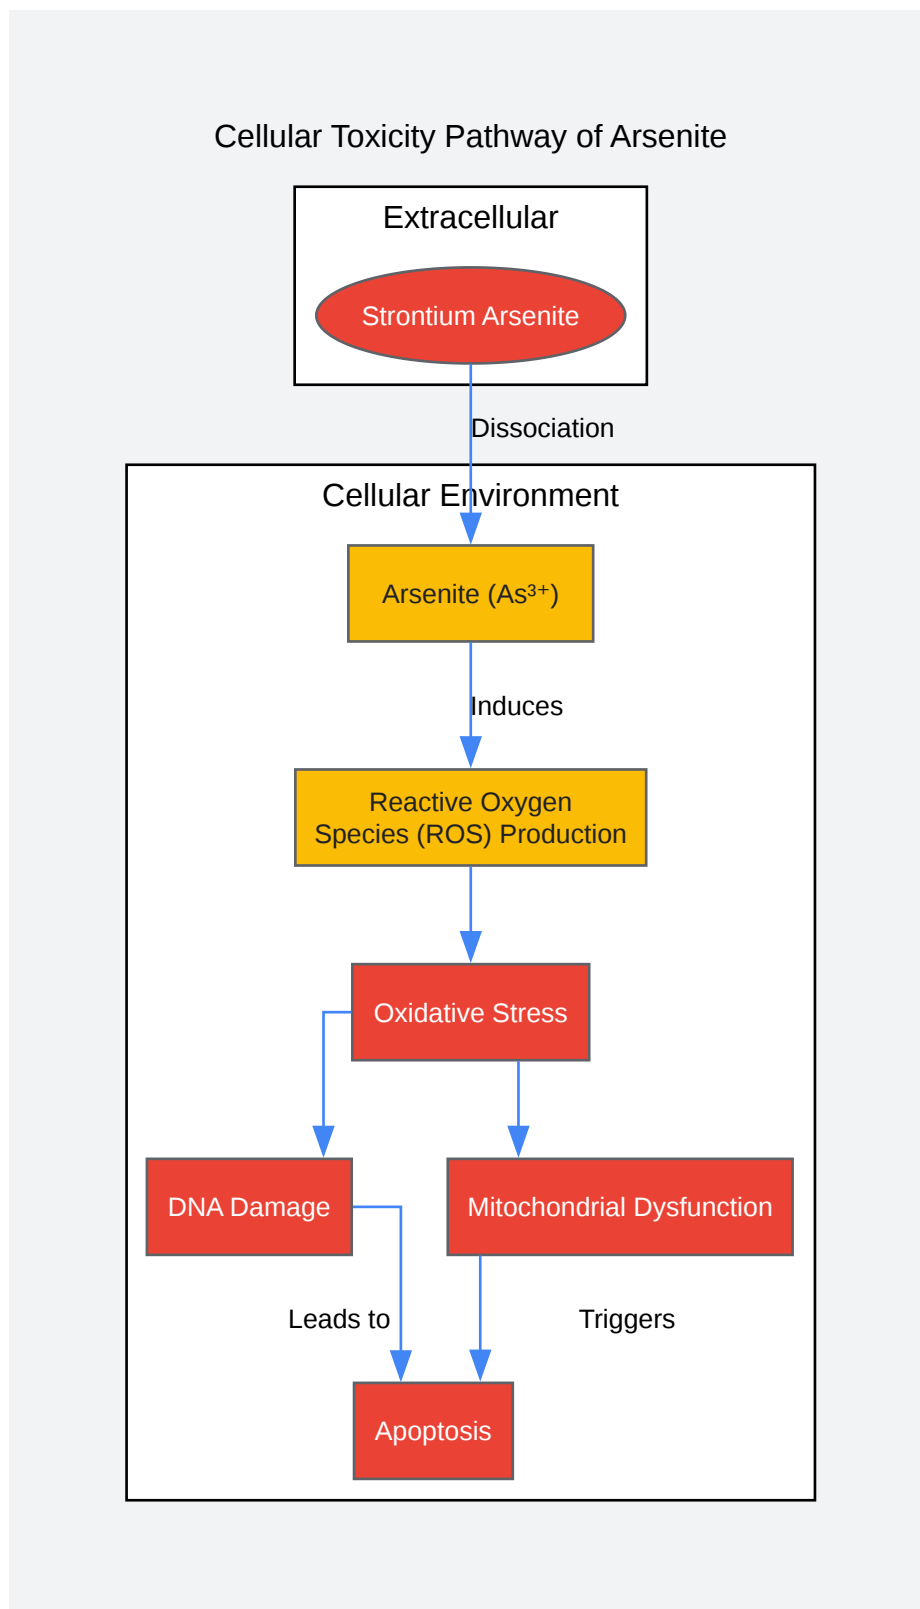 Cellular Toxicity Pathway of Arsenite
Extracellular
Strontium Arsenite
Dissociation
Cellular Environment
Arsenite (As³⁺)
Induces
Reactive Oxygen
Species (ROS) Production
Oxidative Stress
DNA Damage
Mitochondrial Dysfunction
Leads to
Triggers
Apoptosis